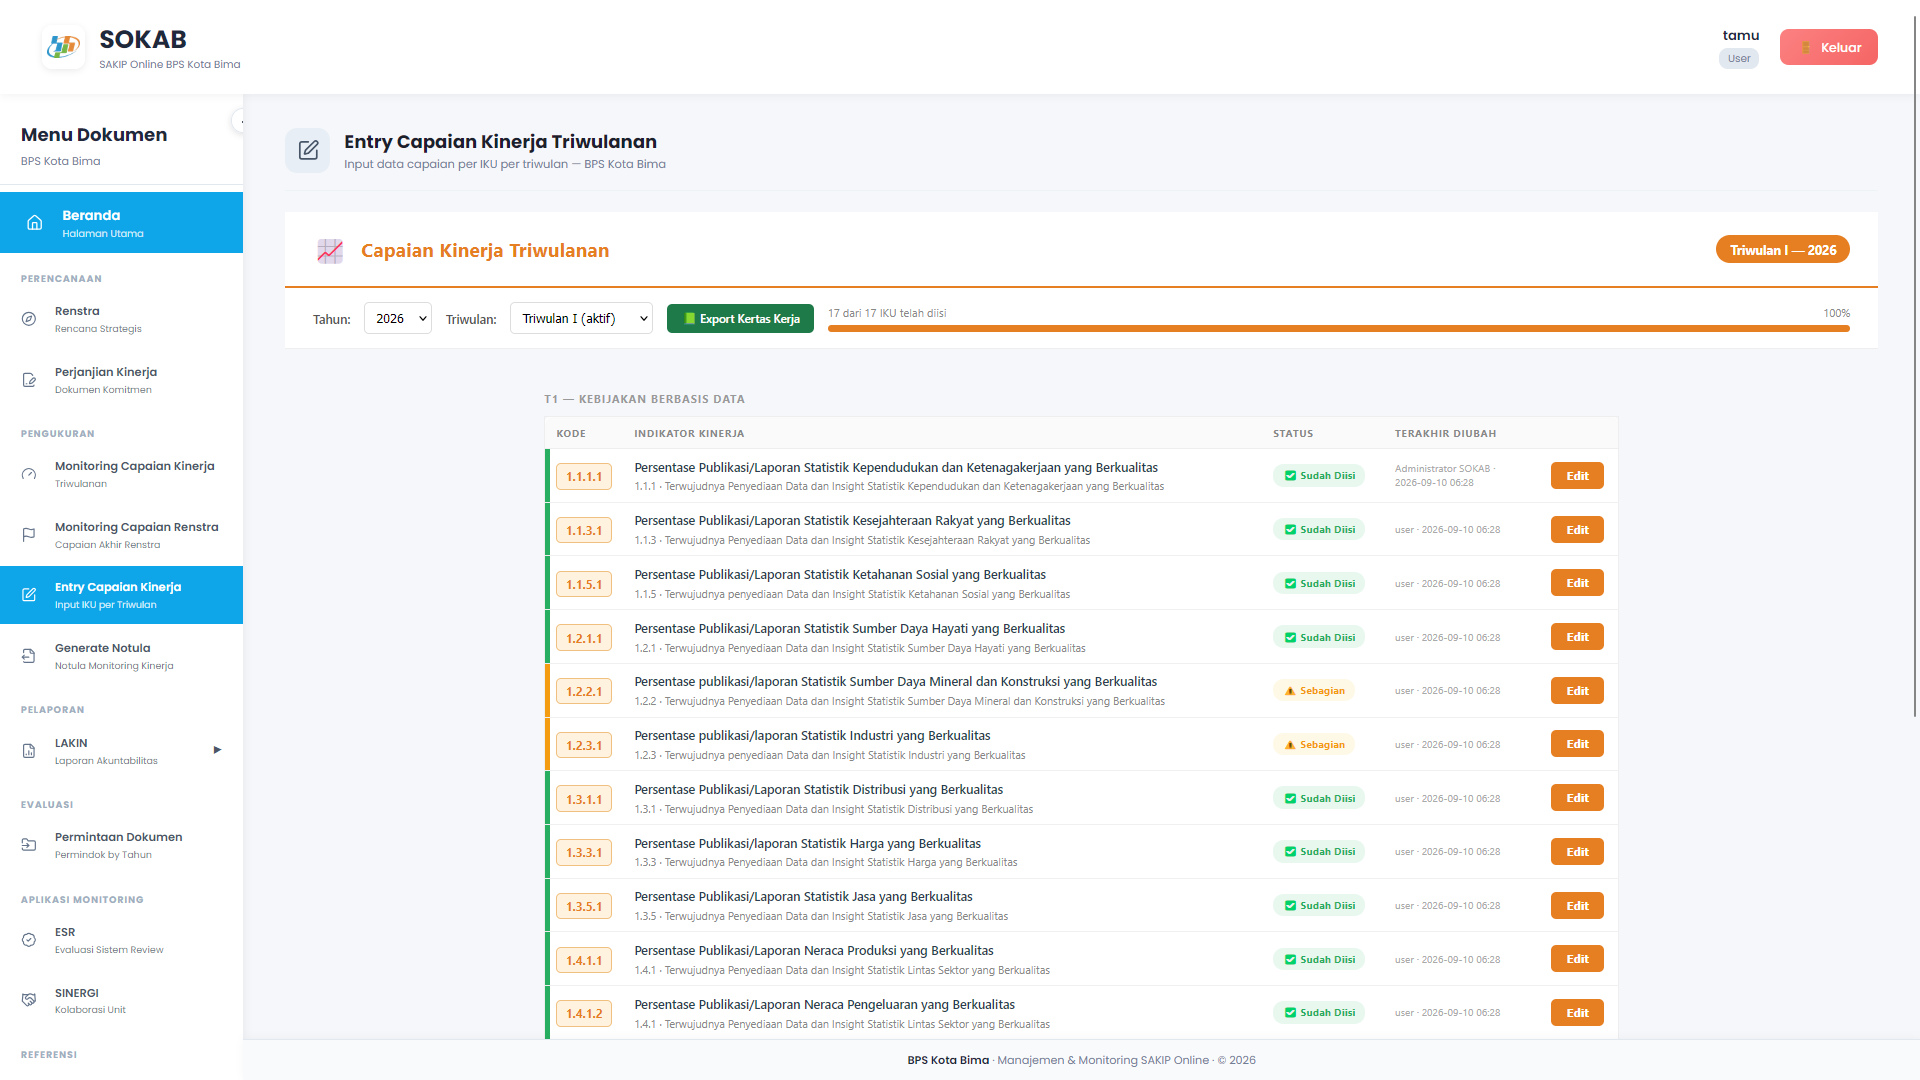 SOKAB
SAKIP Online BPS Kota Bima
tamu
User
Keluar
Menu Dokumen
BPS Kota Bima
Beranda
Halaman Utama
PERENCANAAN
Renstra
Rencana Strategis
Perjanjian Kinerja
Dokumen Komitmen
PENGUKURAN
Monitoring Capaian Kinerja
Triwulanan
Monitoring Capaian Renstra
Capaian Akhir Renstra
Entry Capaian Kinerja
Input IKU per Triwulan
Generate Notula
Notula Monitoring Kinerja
PELAPORAN
LAKIN
Laporan Akuntabilitas
EVALUASI
Permintaan Dokumen
Permindok by Tahun
APLIKASI MONITORING
ESR
Evaluasi Sistem Review
SINERGI
Kolaborasi Unit
REFERENSI
Entry Capaian Kinerja Triwulanan
Input data capaian per IKU per triwulan — BPS Kota Bima
Capaian Kinerja Triwulanan
Triwulan I — 2026
Tahun: 2026 Triwulan: Triwulan I (aktif) Export Kertas Kerja
17 dari 17 IKU telah diisi 100%
T1 — KEBIJAKAN BERBASIS DATA
KODE INDIKATOR KINERJA STATUS TERAKHIR DIUBAH
1.1.1.1 Persentase Publikasi/Laporan Statistik Kependudukan dan Ketenagakerjaan yang Berkualitas
1.1.1 · Terwujudnya Penyediaan Data dan Insight Statistik Kependudukan dan Ketenagakerjaan yang Berkualitas
Sudah Diisi
Administrator SOKAB ·
2026-09-10 06:28
Edit
1.1.3.1 Persentase Publikasi/Laporan Statistik Kesejahteraan Rakyat yang Berkualitas
1.1.3 · Terwujudnya Penyediaan Data dan Insight Statistik Kesejahteraan Rakyat yang Berkualitas
Sudah Diisi user · 2026-09-10 06:28 Edit
1.1.5.1 Persentase Publikasi/Laporan Statistik Ketahanan Sosial yang Berkualitas
1.1.5 · Terwujudnya penyediaan Data dan Insight Statistik Ketahanan Sosial yang Berkualitas
Sudah Diisi user · 2026-09-10 06:28 Edit
1.2.1.1 Persentase Publikasi/Laporan Statistik Sumber Daya Hayati yang Berkualitas
1.2.1 · Terwujudnya Penyediaan Data dan Insight Statistik Sumber Daya Hayati yang Berkualitas
Sudah Diisi user · 2026-09-10 06:28 Edit
1.2.2.1 Persentase publikasi/laporan Statistik Sumber Daya Mineral dan Konstruksi yang Berkualitas
1.2.2 · Terwujudnya Penyediaan Data dan Insight Statistik Sumber Daya Mineral dan Konstruksi yang Berkualitas
Sebagian user · 2026-09-10 06:28 Edit
1.2.3.1 Persentase publikasi/laporan Statistik Industri yang Berkualitas
1.2.3 · Terwujudnya penyediaan Data dan Insight Statistik Industri yang Berkualitas
Sebagian user · 2026-09-10 06:28 Edit
1.3.1.1 Persentase Publikasi/Laporan Statistik Distribusi yang Berkualitas
1.3.1 · Terwujudnya Penyediaan Data dan Insight Statistik Distribusi yang Berkualitas
Sudah Diisi user · 2026-09-10 06:28 Edit
1.3.3.1 Persentase Publikasi/laporan Statistik Harga yang Berkualitas
1.3.3 · Terwujudnya Penyediaan Data dan Insight Statistik Harga yang Berkualitas
Sudah Diisi user · 2026-09-10 06:28 Edit
1.3.5.1 Persentase Publikasi/Laporan Statistik Jasa yang Berkualitas
1.3.5 · Terwujudnya Penyediaan Data dan Insight Statistik Jasa yang Berkualitas
Sudah Diisi user · 2026-09-10 06:28 Edit
1.4.1.1 Persentase Publikasi/Laporan Neraca Produksi yang Berkualitas
1.4.1 · Terwujudnya Penyediaan Data dan Insight Statistik Lintas Sektor yang Berkualitas
Sudah Diisi user · 2026-09-10 06:28 Edit
1.4.1.2 Persentase Publikasi/Laporan Neraca Pengeluaran yang Berkualitas
1.4.1 · Terwujudnya Penyediaan Data dan Insight Statistik Lintas Sektor yang Berkualitas
Sudah Diisi user · 2026-09-10 06:28 Edit
BPS Kota Bima · Manajemen & Monitoring SAKIP Online · © 2026